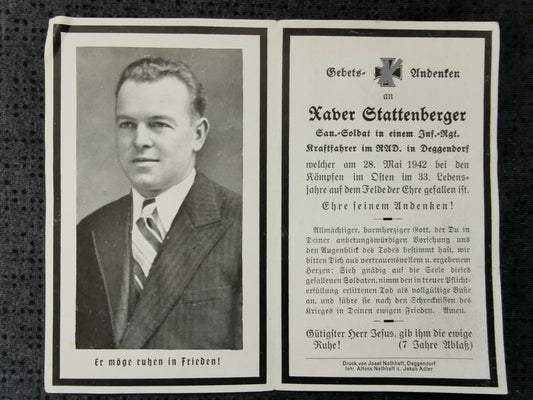 Er möge ruhen in Frieden!
Gebets- Andenken
an
Xaver Stattenberger
San.-Soldat in einem Inf.-Rgt.
Kraftfahrer im RAD. in Deggendorf
welcher am 28. Mai 1942 bei den
Kämpfen im Osten im 33. Lebens-
jahre auf dem Felde der Ehre gefallen ist.
Ehre seinem Andenken!
Allmächtiger, barmherziger Gott, der Du in
Deiner anbetungswürdigen Vorsehung uns
den Augenblick des Todes bestimmt hast, wir
bitten Dich aus vertrauensvollem u. ergebenem
Herzen: Sieh gnädig auf die Seele dieses
gefallenen Soldaten, nimm den in treuer Pflicht-
erfüllung erlittenen Tod als vollgültige Buße
an, und führe sie nach den Schrecknissen des
Krieges in Deinen ewigen Frieden. Amen.
Gütigster Herr Jesus, gib ihm die ewige
Ruhe! (7 Jahre Ablaß)
Druck von Josef Nothhaft, Deggendorf
Inh. Alfons Nothhaft u. Jakob Adler